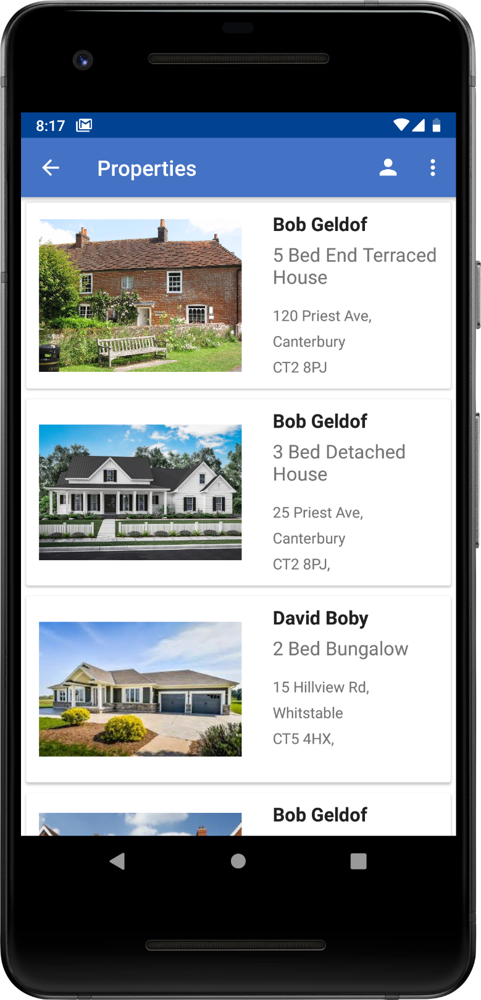 8:17
Properties
Bob Geldof
5 Bed End Terraced
House
120 Priest Ave,
Canterbury
CT2 8PJ
Bob Geldof
3 Bed Detached
House
25 Priest Ave,
Canterbury
CT2 8PJ,
David Boby
2 Bed Bungalow
15 Hillview Rd,
Whitstable
CT5 4HX,
Bob Geldof